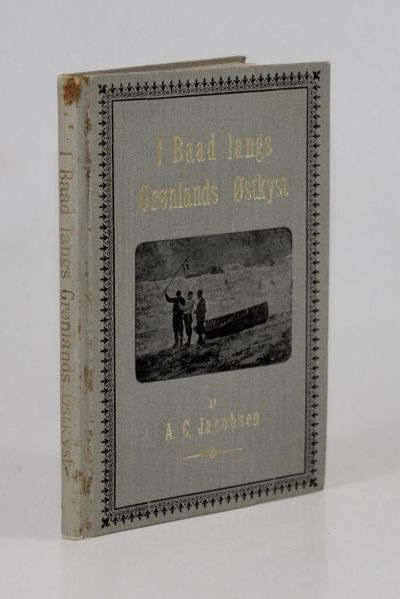 I Baad langs
Grønlands Østkyst
AF
A. C. Jacobsen
I Baad langs Grønlands Østkyst